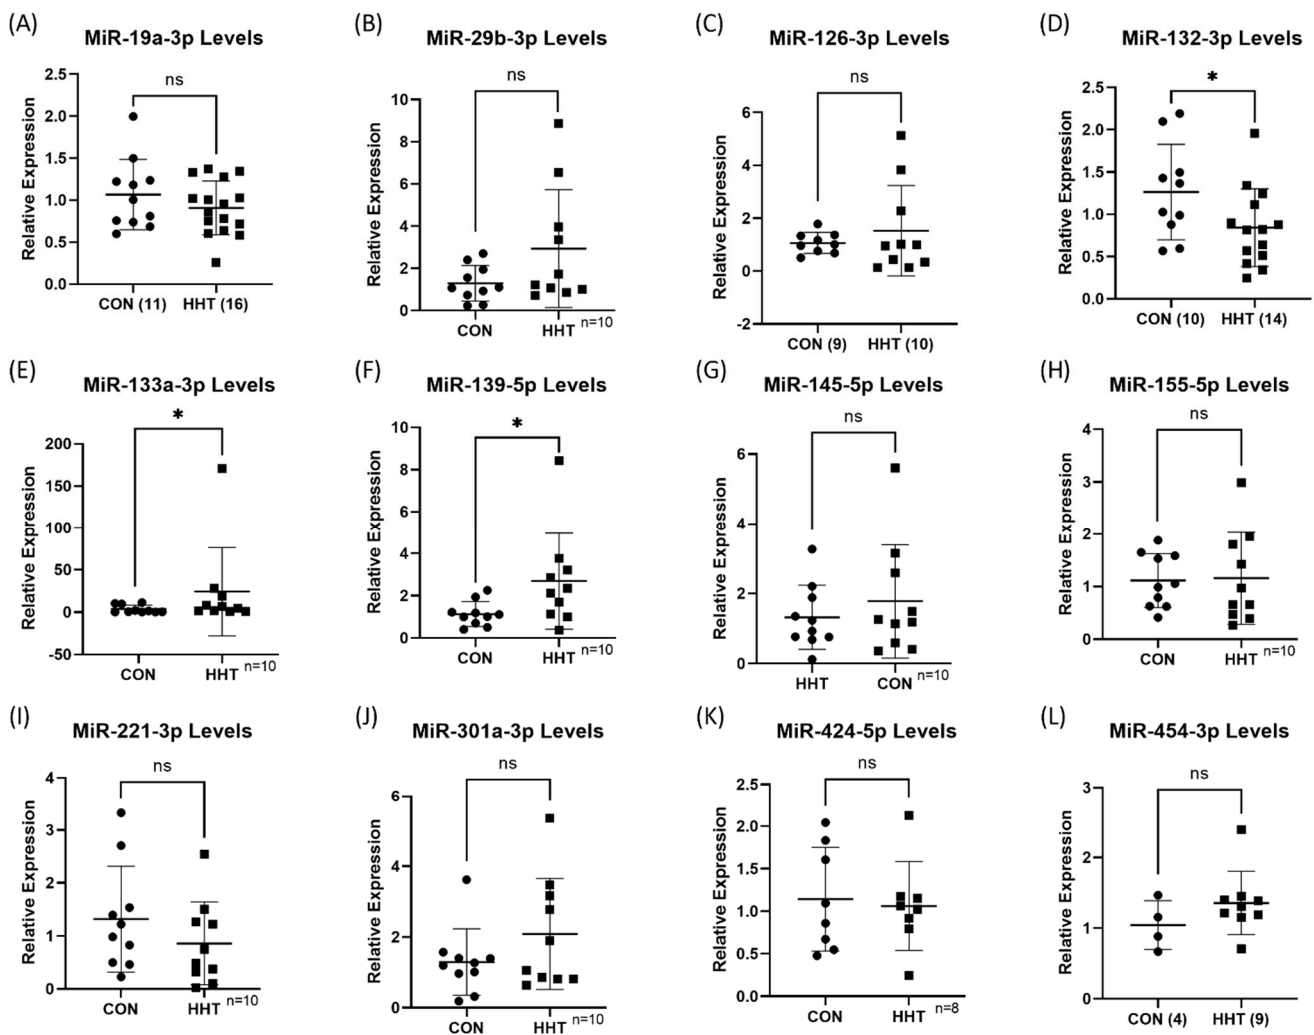 (A)
MiR-19a-3p Levels
ns
Relative Expression
2.5
2.0
1.5
1.0
0.5
0.0
CON (11) HHT (16)
(B)
MiR-29b-3p Levels
ns
Relative Expression
10
8
6
4
2
0
CON HHT n=10
(C)
MiR-126-3p Levels
ns
Relative Expression
6
4
2
0
-2
CON (9) HHT (10)
(D)
MiR-132-3p Levels
*
Relative Expression
2.5
2.0
1.5
1.0
0.5
0.0
CON (10) HHT (14)
(E)
MiR-133a-3p Levels
*
Relative Expression
200
150
100
50
0
-50
CON HHT n=10
(F)
MiR-139-5p Levels
*
Relative Expression
10
8
6
4
2
0
CON HHT n=10
(G)
MiR-145-5p Levels
ns
Relative Expression
6
4
2
0
HHT CON n=10
(H)
MiR-155-5p Levels
ns
Relative Expression
4
3
2
1
0
CON HHT n=10
(I)
MiR-221-3p Levels
ns
Relative Expression
4
3
2
1
0
CON HHT n=10
(J)
MiR-301a-3p Levels
ns
Relative Expression
6
4
2
0
CON HHT n=10
(K)
MiR-424-5p Levels
ns
Relative Expression
2.5
2.0
1.5
1.0
0.5
0.0
CON HHT n=8
(L)
MiR-454-3p Levels
ns
Relative Expression
3
2
1
0
CON (4) HHT (9)